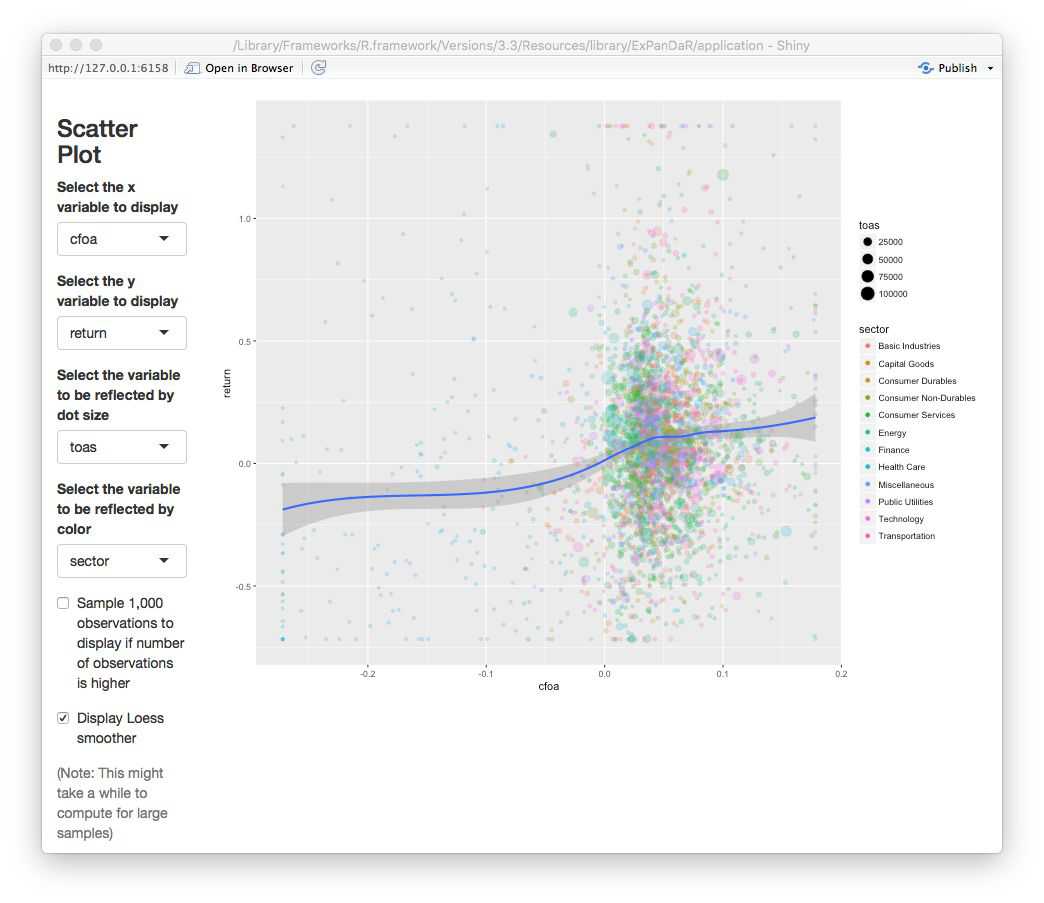 /Library/Frameworks/R.framework/Versions/3.3/Resources/library/ExPanDaR/application - Shiny
http://127.0.0.1:6158
Open in Browser
Publish
Scatter
Plot
Select the x
variable to display
cfoa
Select the y
variable to display
return
Select the variable
to be reflected by
dot size
toas
Select the variable
to be reflected by
color
sector
Sample 1,000
observations to
display if number
of observations
is higher
Display Loess
smoother
(Note: This might
take a while to
compute for large
samples)
return
1.0
0.5
0.0
-0.5
-0.2
-0.1
0.0
0.1
0.2
cfoa
toas
25000
50000
75000
100000
sector
Basic Industries
Capital Goods
Consumer Durables
Consumer Non-Durables
Consumer Services
Energy
Finance
Health Care
Miscellaneous
Public Utilities
Technology
Transportation